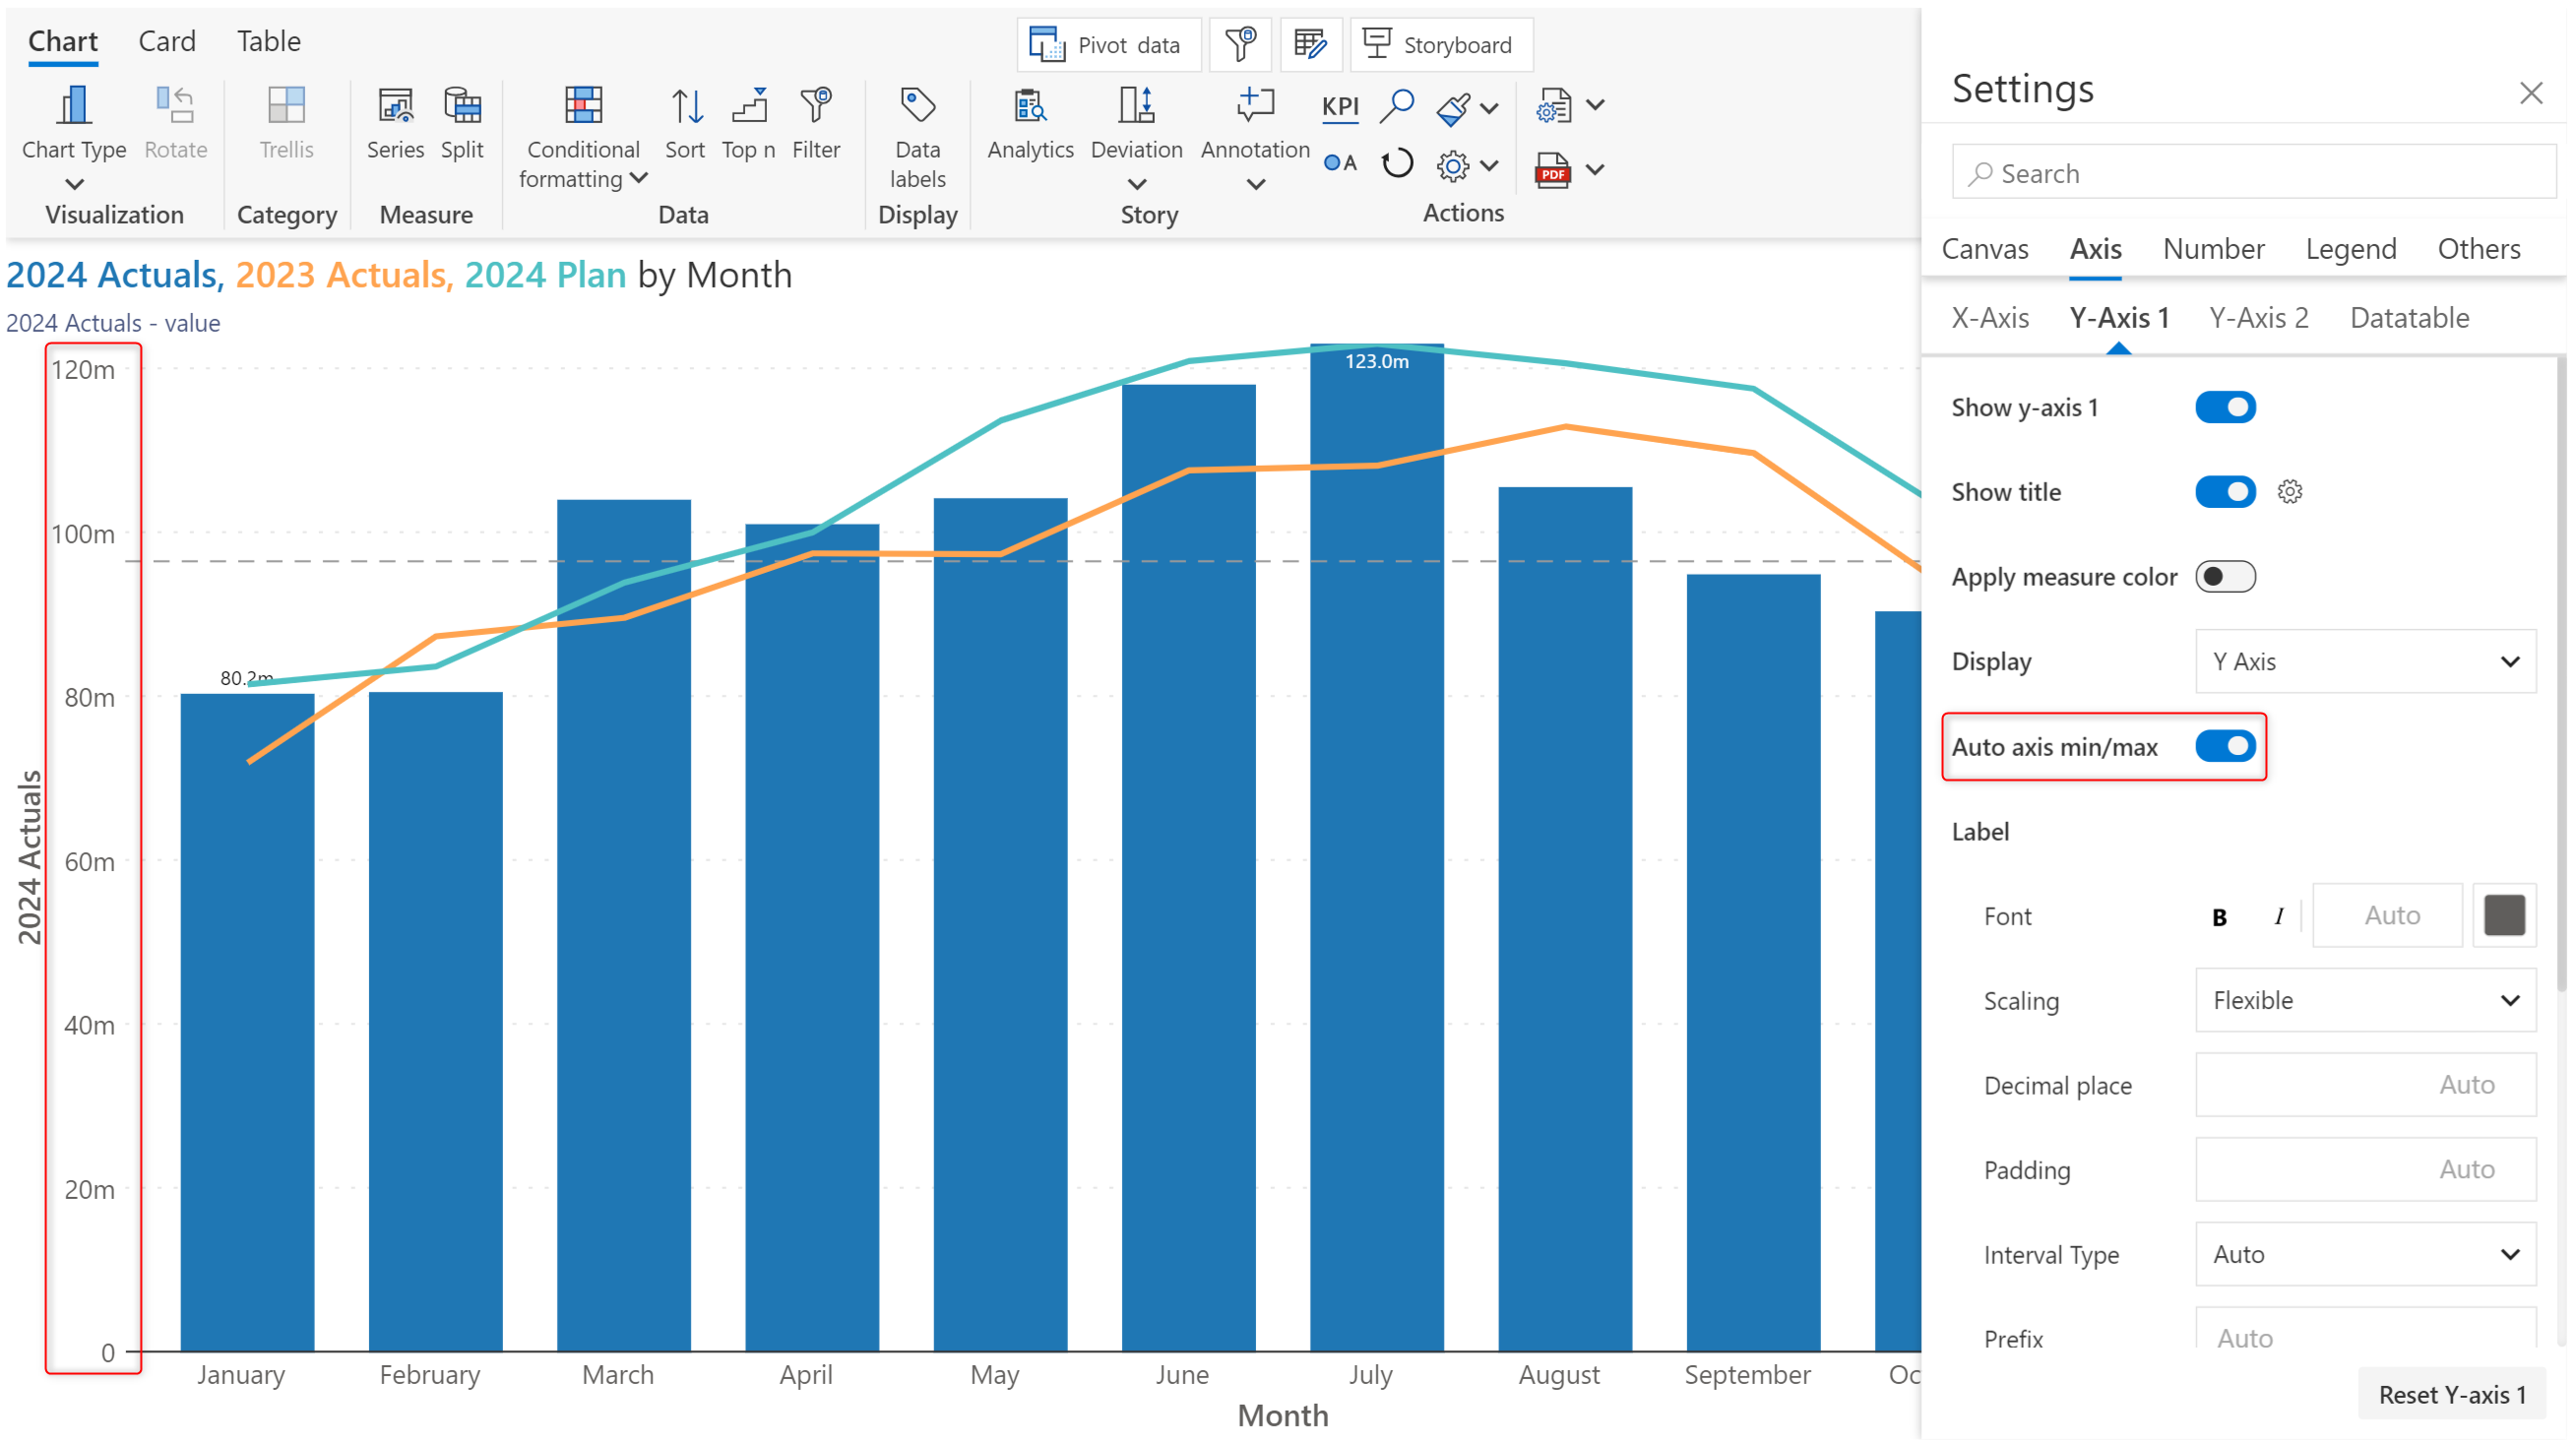 Chart Card Table
Pivot data
Storyboard
Chart Type
Rotate
Trellis
Series
Split
Conditional
formatting
Sort
Top n
Filter
Data
labels
Analytics
Deviation
Annotation
KPI
A
PDF
Visualization
Category
Measure
Data
Display
Story
Actions
2024 Actuals, 2023 Actuals, 2024 Plan by Month
2024 Actuals - value
120m
100m
80m
60m
40m
20m
0
2024 Actuals
80.2m
123.0m
January February March April May June July August September Oc
Month
Settings
Search
Canvas Axis Number Legend Others
X-Axis Y-Axis 1 Y-Axis 2 Datatable
Show y-axis 1
Show title
Apply measure color
Display Y Axis
Auto axis min/max
Label
Font B I Auto
Scaling Flexible
Decimal place Auto
Padding Auto
Interval Type Auto
Prefix Auto
Reset Y-axis 1